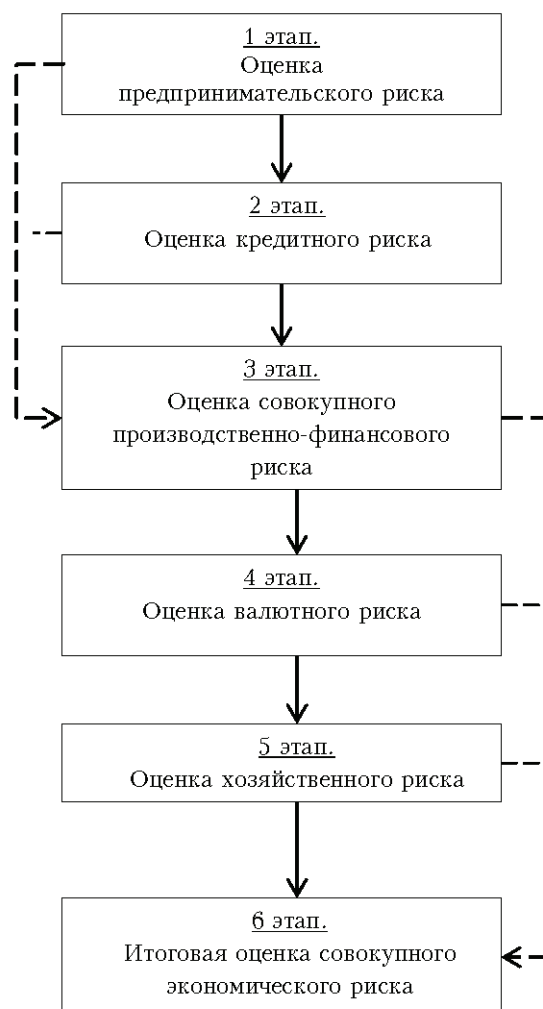 1 этап.
Оценка
предпринимательского риска
2 этап.
Оценка кредитного риска
3 этап.
Оценка совокупного
производственно-финансового
риска
4 этап.
Оценка валютного риска
5 этап.
Оценка хозяйственного риска
6 этап.
Итоговая оценка совокупного
экономического риска